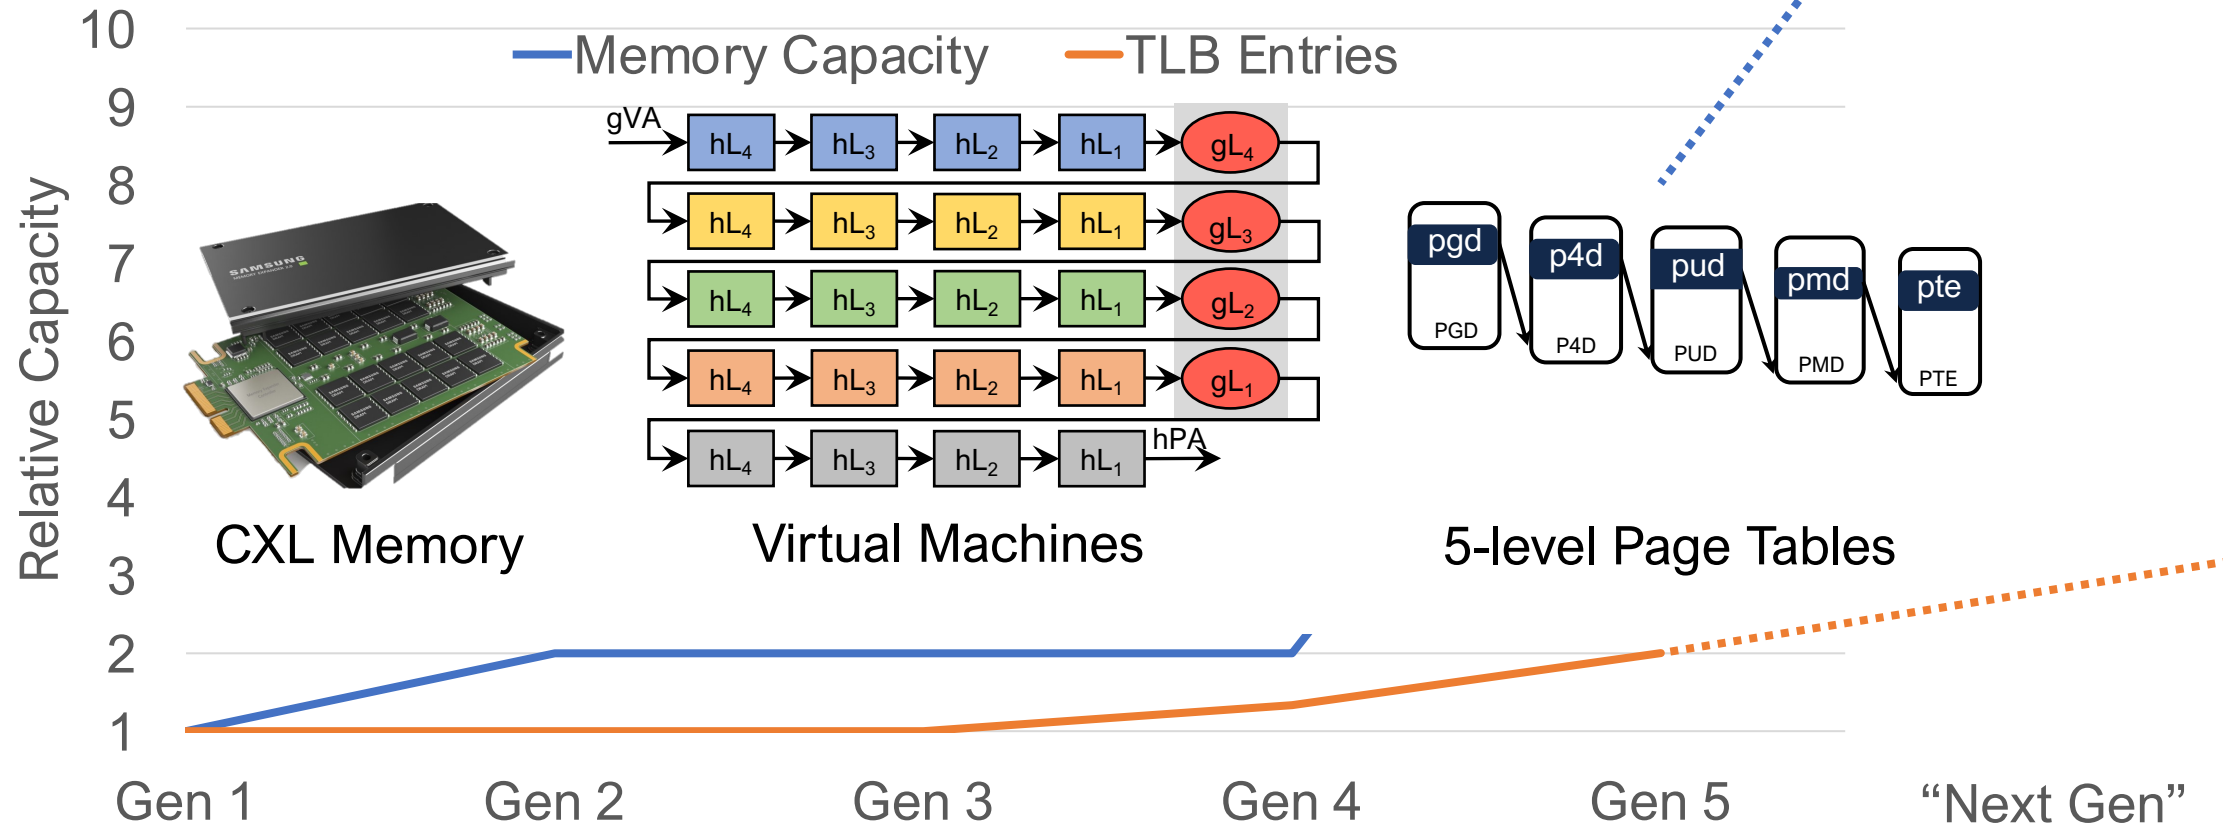 10
9
8
7
6
5
4
3
2
1
Relative Capacity
Memory Capacity
TLB Entries
gVA
hL4 hL3 hL2 hL1 gL4
hL4 hL3 hL2 hL1 gL3
hL4 hL3 hL2 hL1 gL2
hL4 hL3 hL2 hL1 gL1
hL4 hL3 hL2 hL1 hPA
SAMSUNG
pgd p4d pud pmd pte
PGD P4D PUD PMD PTE
CXL Memory
Virtual Machines
5-level Page Tables
Gen 1 Gen 2 Gen 3 Gen 4 Gen 5 “Next Gen”